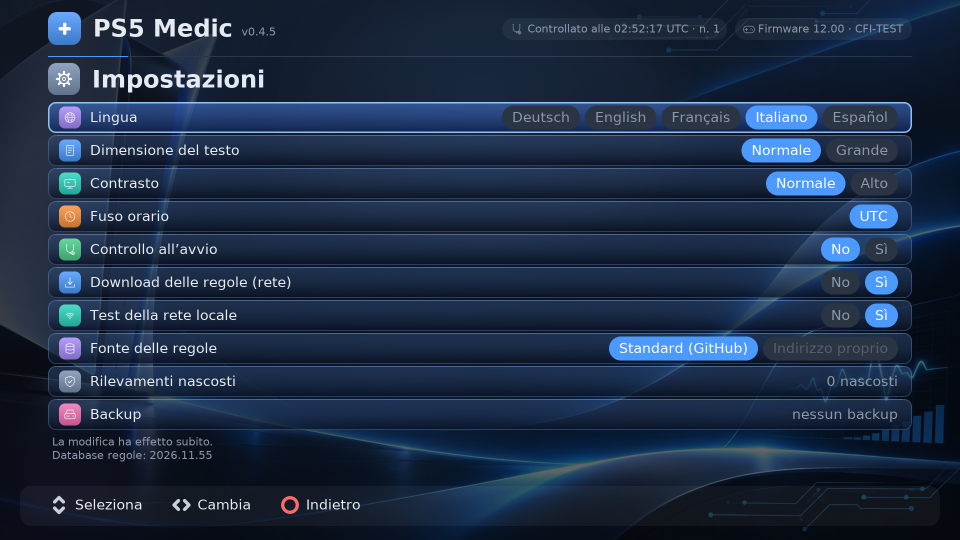 PS5 Medic v0.4.5
Controllato alle 02:52:17 UTC · n. 1
Firmware 12.00 · CFI-TEST
Impostazioni
Lingua Deutsch English Français Italiano Español
Dimensione del testo Normale Grande
Contrasto Normale Alto
Fuso orario UTC
Controllo all’avvio No Sì
Download delle regole (rete) No Sì
Test della rete locale No Sì
Fonte delle regole Standard (GitHub) Indirizzo proprio
Rilevamenti nascosti 0 nascosti
Backup nessun backup
La modifica ha effetto subito.
Database regole: 2026.11.55
Seleziona Cambia Indietro